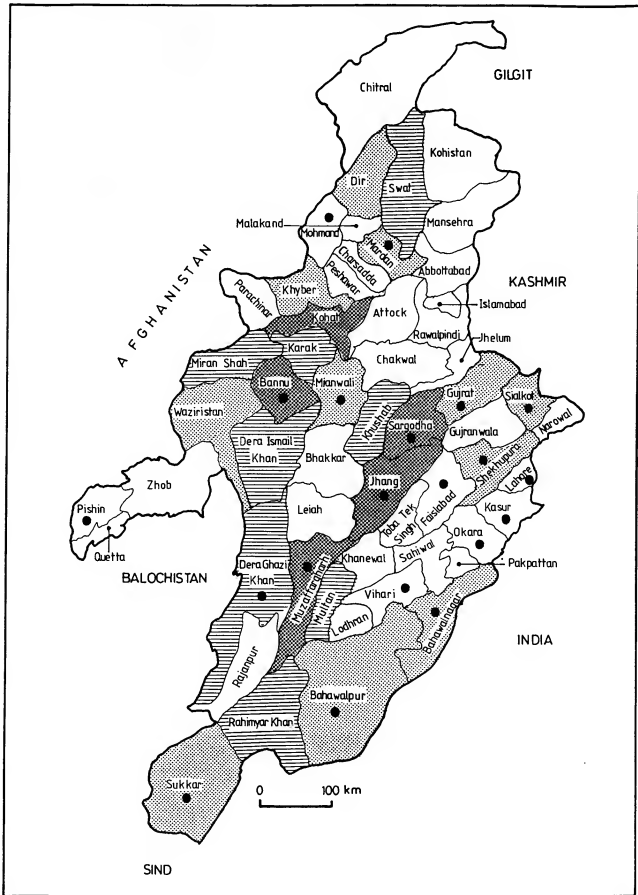 GILGIT
Chitral
Kohistan
Dir
Swat
Malakand
Mohmand
Mansehra
Mardan
Charsadda
Peshawar
Abbottabad
KASHMIR
AFGHANISTAN
Parachinar
Khyber
Islamabad
Kohat
Attock
Rawalpindi
Jhelum
Karak
Miran Shah
Chakwal
Bannu
Mianwali
Gujrat
Sialkot
Waziristan
Khushab
Sargodha
Narowal
Gujranwala
Dera Ismail
Khan
Bhakkar
Shekhupura
Zhob
Jhang
Lahore
Pishin
Leiah
Toba Tek
Singh
Faislabad
Kasur
Quetta
Okara
BALOCHISTAN
Dera Ghazi
Khan
Khanewal
Sahiwal
Pakpattan
Muzaffargharh
Multan
Vihari
Lodhran
Bahawalnagar
INDIA
Rajanpur
Bahawalpur
Rahimyar Khan
Sukkar
0 100 km
SIND